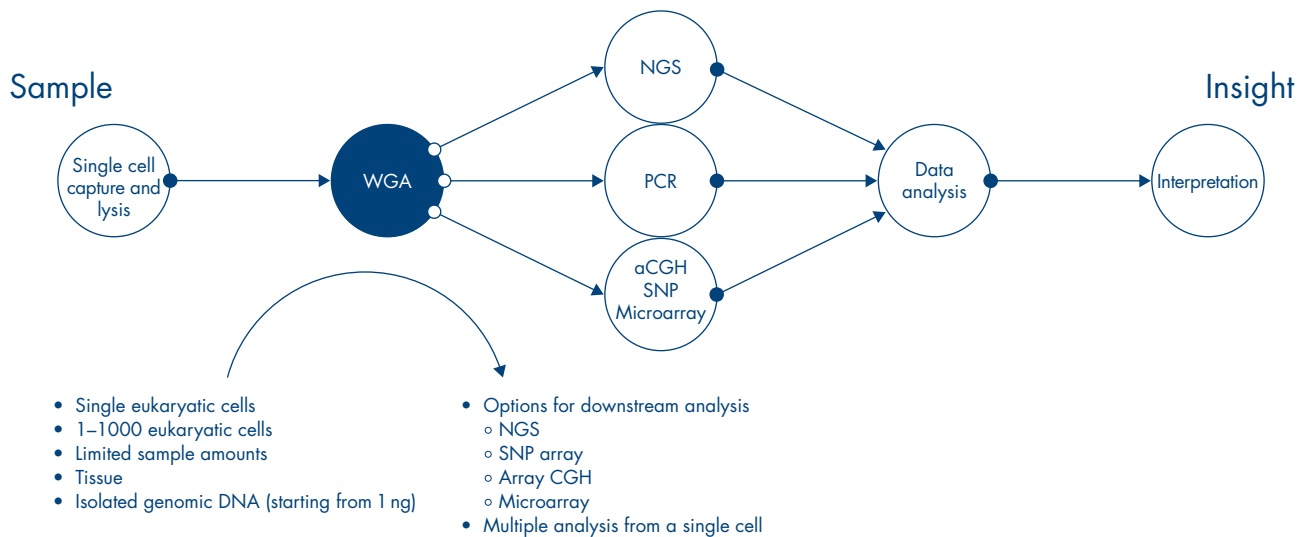 Sample
Insight
Single cell
capture and
lysis
WGA
NGS
PCR
aCGH
SNP
Microarray
Data
analysis
Interpretation
• Single eukaryatic cells
• 1–1000 eukaryatic cells
• Limited sample amounts
• Tissue
• Isolated genomic DNA (starting from 1 ng)
• Options for downstream analysis
○ NGS
○ SNP array
○ Array CGH
○ Microarray
• Multiple analysis from a single cell